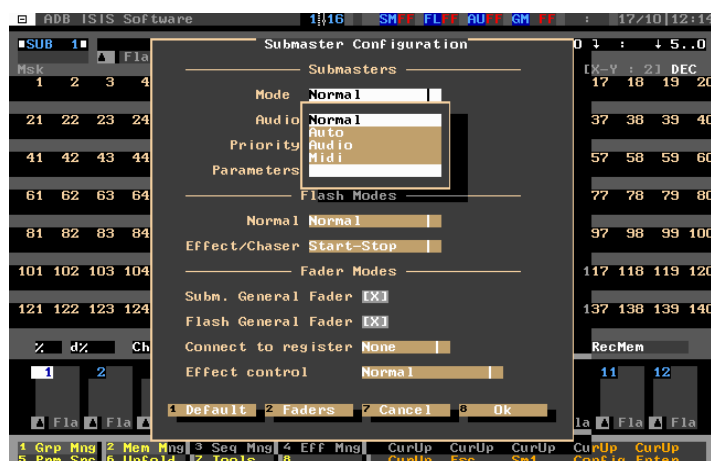 ADB ISIS Software 1 16 SMFF FLFF AUFF GM FF : 17/10 12:14
Submaster Configuration
SUB 1 0 : 5..0
Fla
Submasters
Msk [X-Y : 2] DEC
1 2 3 4 17 18 19 20
Mode Normal
21 22 23 24 Audio Normal 37 38 39 40
Auto
Priority Audio
41 42 43 44 Midi 57 58 59 60
Parameters
61 62 63 64 Flash Modes 77 78 79 80
Normal Normal
81 82 83 84 97 98 99 100
Effect/Chaser Start-Stop
101 102 103 104 Fader Modes 117 118 119 120
Subm. General Fader [X]
121 122 123 124 137 138 139 140
Flash General Fader [X]
% d% Ch Connect to register None RecMem
1 2 Effect control Normal 11 12
1 Default 2 Faders 7 Cancel 8 Ok
Fla Fla la Fla Fla
1 Grp Mng 2 Mem Mng 3 Seq Mng 4 Eff Mng CurUp CurUp CurUp CurUp CurUp